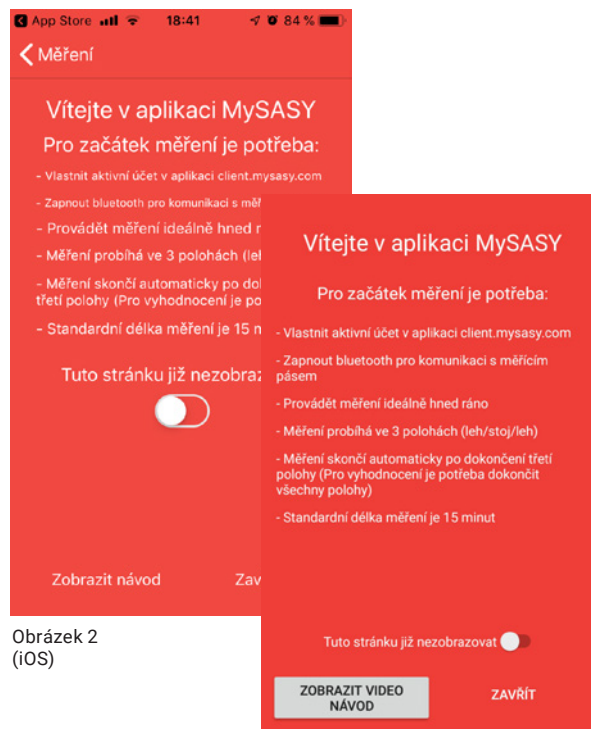 App Store 18:41 84 %
Měření
Vítejte v aplikaci MySASY
Pro začátek měření je potřeba:
- Vlastnit aktivní účet v aplikaci client.mysasy.com
- Zapnout bluetooth pro komunikaci s
- Provádět měření ideálně hned
- Měření probíhá ve 3 polohách
- Měření skončí automaticky po
třetí polohy (Pro vyhodnocení je
- Standardní délka měření je 15
Tuto stránku již
Zobrazit návod
Obrázek 2
(iOS)
Vítejte v aplikaci MySASY
Pro začátek měření je potřeba:
- Vlastnit aktivní účet v aplikaci client.mysasy.com
- Zapnout bluetooth pro komunikaci s měřícím
pásem
- Provádět měření ideálně hned ráno
- Měření probíhá ve 3 polohách (leh/stoj/leh)
- Měření skončí automaticky po dokončení třetí
polohy (Pro vyhodnocení je potřeba dokončit
všechny polohy)
- Standardní délka měření je 15 minut
Tuto stránku již nezobrazovat
ZOBRAZIT VIDEO
NÁVOD
ZAVŘÍT